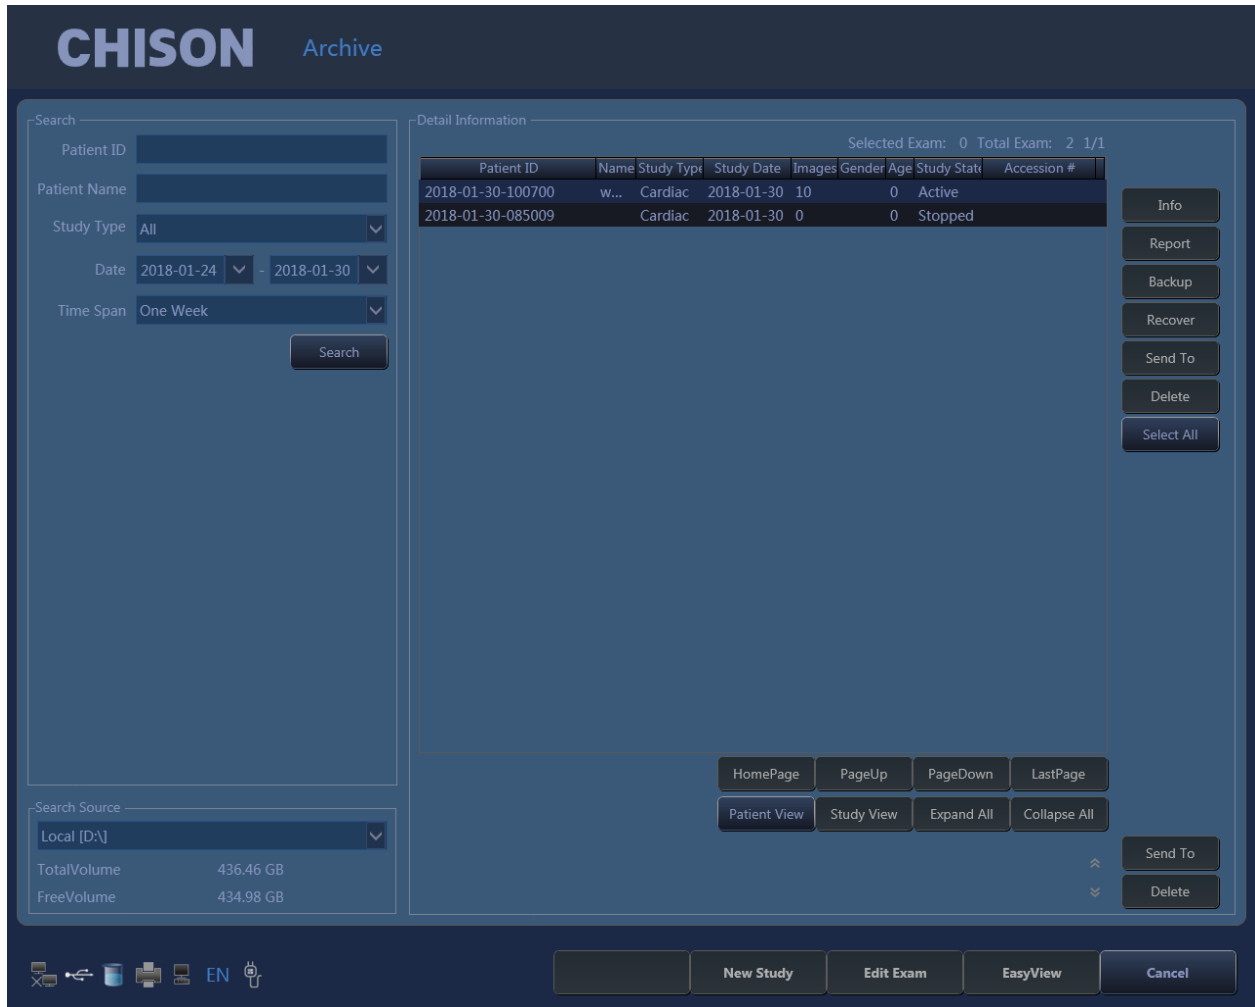 CHISON Archive
Search
Patient ID
Patient Name
Study Type All
Date 2018-01-24 - 2018-01-30
Time Span One Week
Search
Detail Information
Selected Exam: 0 Total Exam: 2 1/1
Patient ID Name Study Type Study Date Images Gender Age Study State Accession #
2018-01-30-100700 w... Cardiac 2018-01-30 10 0 Active
2018-01-30-085009 Cardiac 2018-01-30 0 0 Stopped
Info
Report
Backup
Recover
Send To
Delete
Select All
HomePage PageUp PageDown LastPage
Patient View Study View Expand All Collapse All
Search Source
Local [D:\]
TotalVolume 436.46 GB
FreeVolume 434.98 GB
Send To
Delete
EN
New Study Edit Exam EasyView Cancel